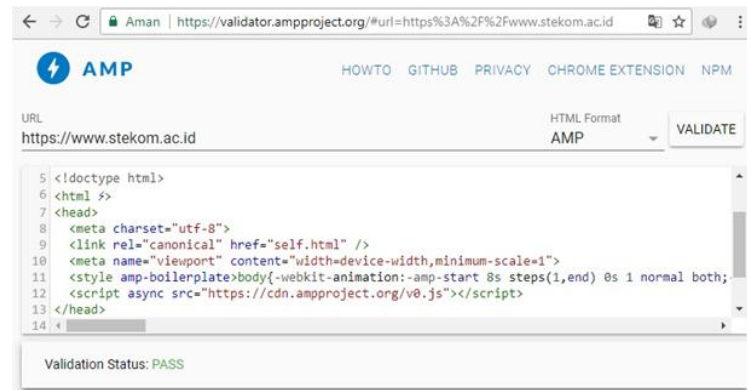 Aman | https://validator.ampproject.org/#url=https%3A%2F%2Fwww.stekom.ac.id
AMP HOWTO GITHUB PRIVACY CHROME EXTENSION NPM
URL HTML Format
https://www.stekom.ac.id AMP VALIDATE
5 <!doctype html>
6 <html ⚡>
7 <head>
8 <meta charset="utf-8">
9 <link rel="canonical" href="self.html" />
10 <meta name="viewport" content="width=device-width,minimum-scale=1">
11 <style amp-boilerplate>body{-webkit-animation:-amp-start 8s steps(1,end) 0s 1 normal both;
12 <script async src="https://cdn.ampproject.org/v0.js"></script>
13 </head>
14
Validation Status: PASS